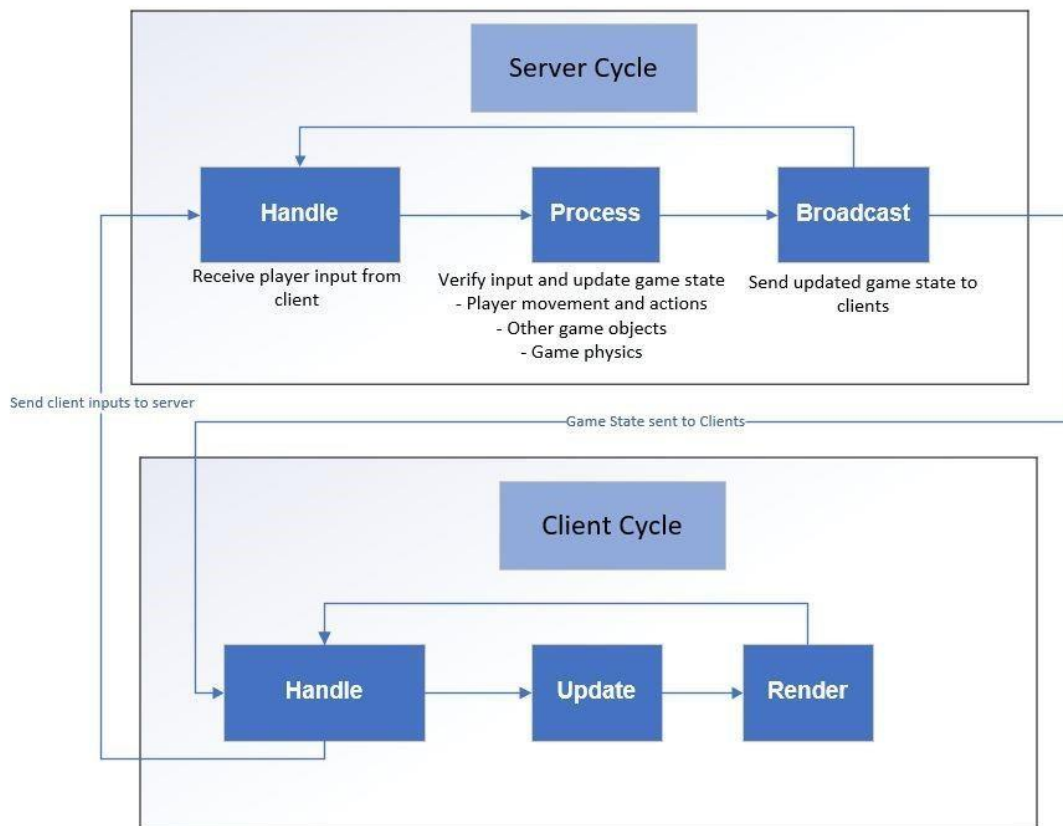 Server Cycle
Handle
Process
Broadcast
Receive player input from
client
Verify input and update game state
- Player movement and actions
- Other game objects
- Game physics
Send updated game state to
clients
Send client inputs to server
Game State sent to Clients
Client Cycle
Handle
Update
Render